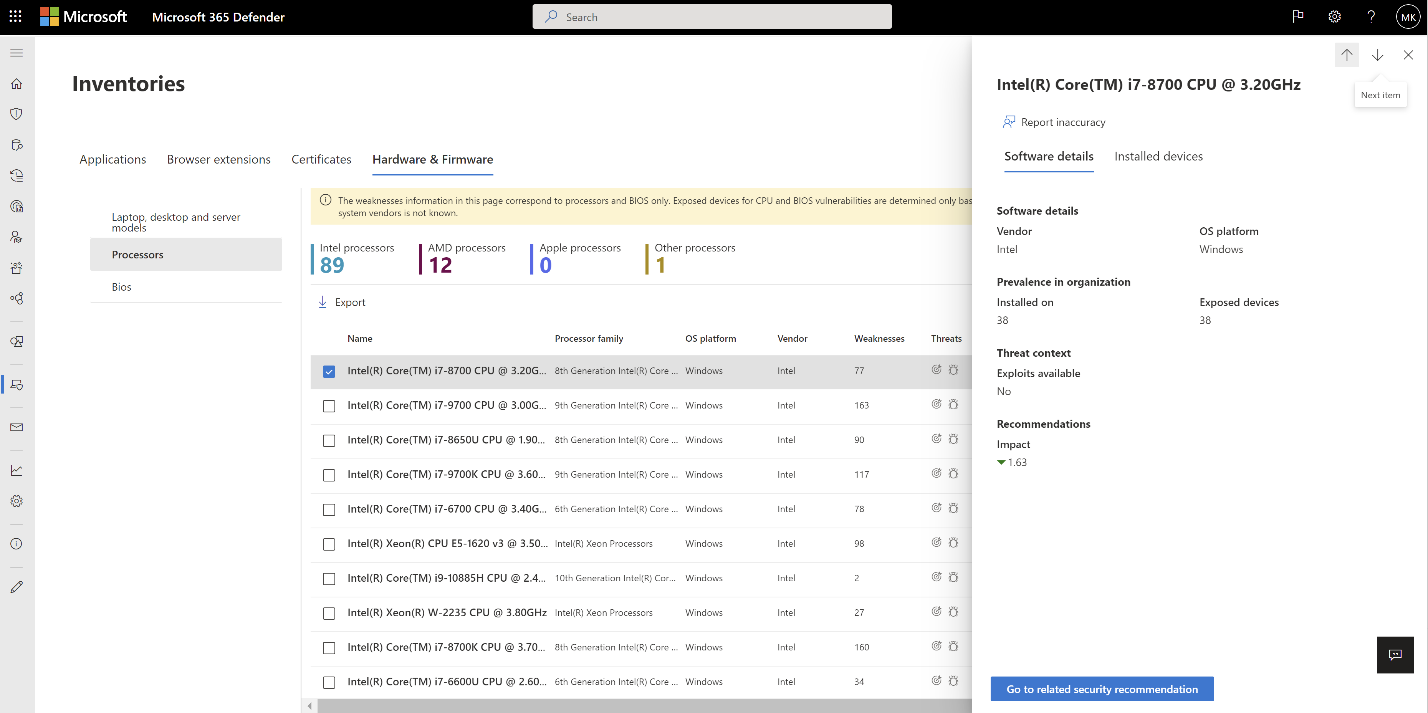 Microsoft Microsoft 365 Defender Search ? MK
Inventories
Applications Browser extensions Certificates Hardware & Firmware
Laptop, desktop and server
models
Processors
Bios
The weaknesses information in this page correspond to processors and BIOS only. Exposed devices for CPU and BIOS vulnerabilities are determined only bas
system vendors is not known.
Intel processors AMD processors Apple processors Other processors
89 12 0 1
Export
Name Processor family OS platform Vendor Weaknesses Threats
Intel(R) Core(TM) i7-8700 CPU @ 3.20G... 8th Generation Intel(R) Core ... Windows Intel 77
Intel(R) Core(TM) i7-9700 CPU @ 3.00G... 9th Generation Intel(R) Core ... Windows Intel 163
Intel(R) Core(TM) i7-8650U CPU @ 1.90... 8th Generation Intel(R) Core ... Windows Intel 90
Intel(R) Core(TM) i7-9700K CPU @ 3.60... 9th Generation Intel(R) Core ... Windows Intel 117
Intel(R) Core(TM) i7-6700 CPU @ 3.40G... 6th Generation Intel(R) Core ... Windows Intel 78
Intel(R) Xeon(R) CPU E5-1620 v3 @ 3.50... Intel(R) Xeon Processors Windows Intel 98
Intel(R) Core(TM) i9-10885H CPU @ 2.4... 10th Generation Intel(R) Cor... Windows Intel 2
Intel(R) Xeon(R) W-2235 CPU @ 3.80GHz Intel(R) Xeon Processors Windows Intel 27
Intel(R) Core(TM) i7-8700K CPU @ 3.70... 8th Generation Intel(R) Core ... Windows Intel 160
Intel(R) Core(TM) i7-6600U CPU @ 2.60... 6th Generation Intel(R) Core ... Windows Intel 34
Intel(R) Core(TM) i7-8700 CPU @ 3.20GHz
Next item
Report inaccuracy
Software details Installed devices
Software details
Vendor OS platform
Intel Windows
Prevalence in organization
Installed on Exposed devices
38 38
Threat context
Exploits available
No
Recommendations
Impact
1.63
Go to related security recommendation